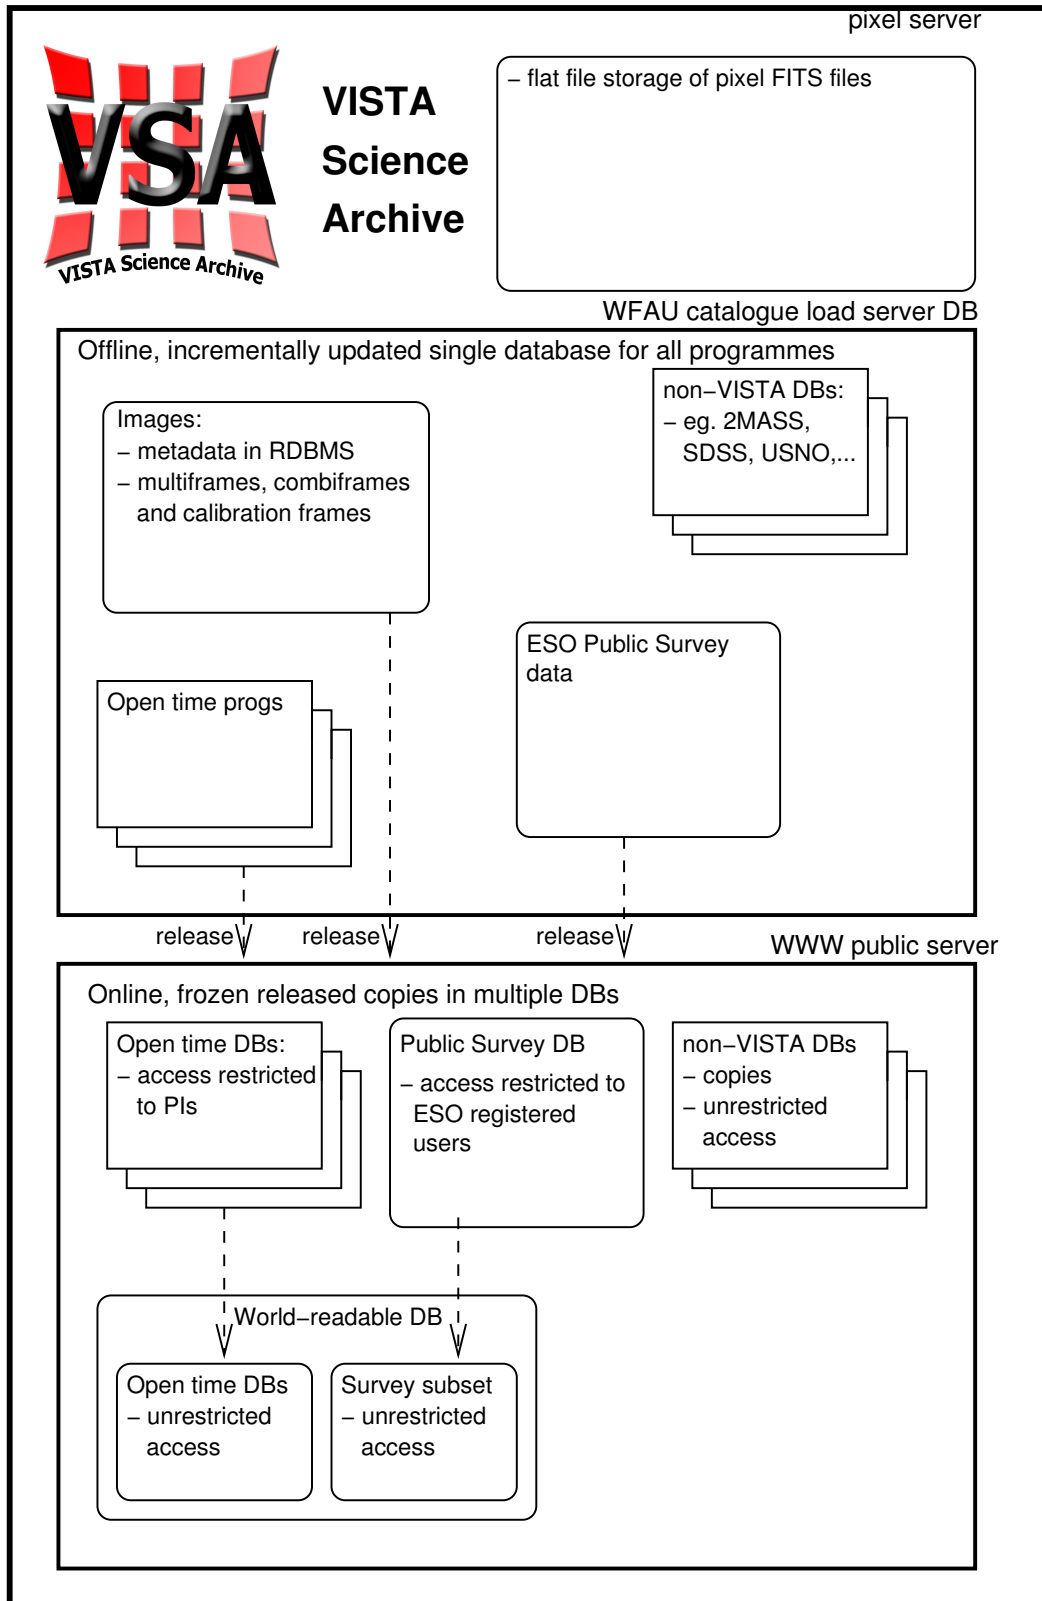 pixel server
VSA
VISTA Science Archive
VISTA
Science
Archive
– flat file storage of pixel FITS files
WFAU catalogue load server DB
Offline, incrementally updated single database for all programmes
Images:
– metadata in RDBMS
– multiframes, combiframes
and calibration frames
non–VISTA DBs:
– eg. 2MASS,
SDSS, USNO,...
Open time progs
ESO Public Survey
data
release
release
release
WWW public server
Online, frozen released copies in multiple DBs
Open time DBs:
– access restricted
to PIs
Public Survey DB
– access restricted to
ESO registered
users
non–VISTA DBs
– copies
– unrestricted
access
World–readable DB
Open time DBs
– unrestricted
access
Survey subset
– unrestricted
access